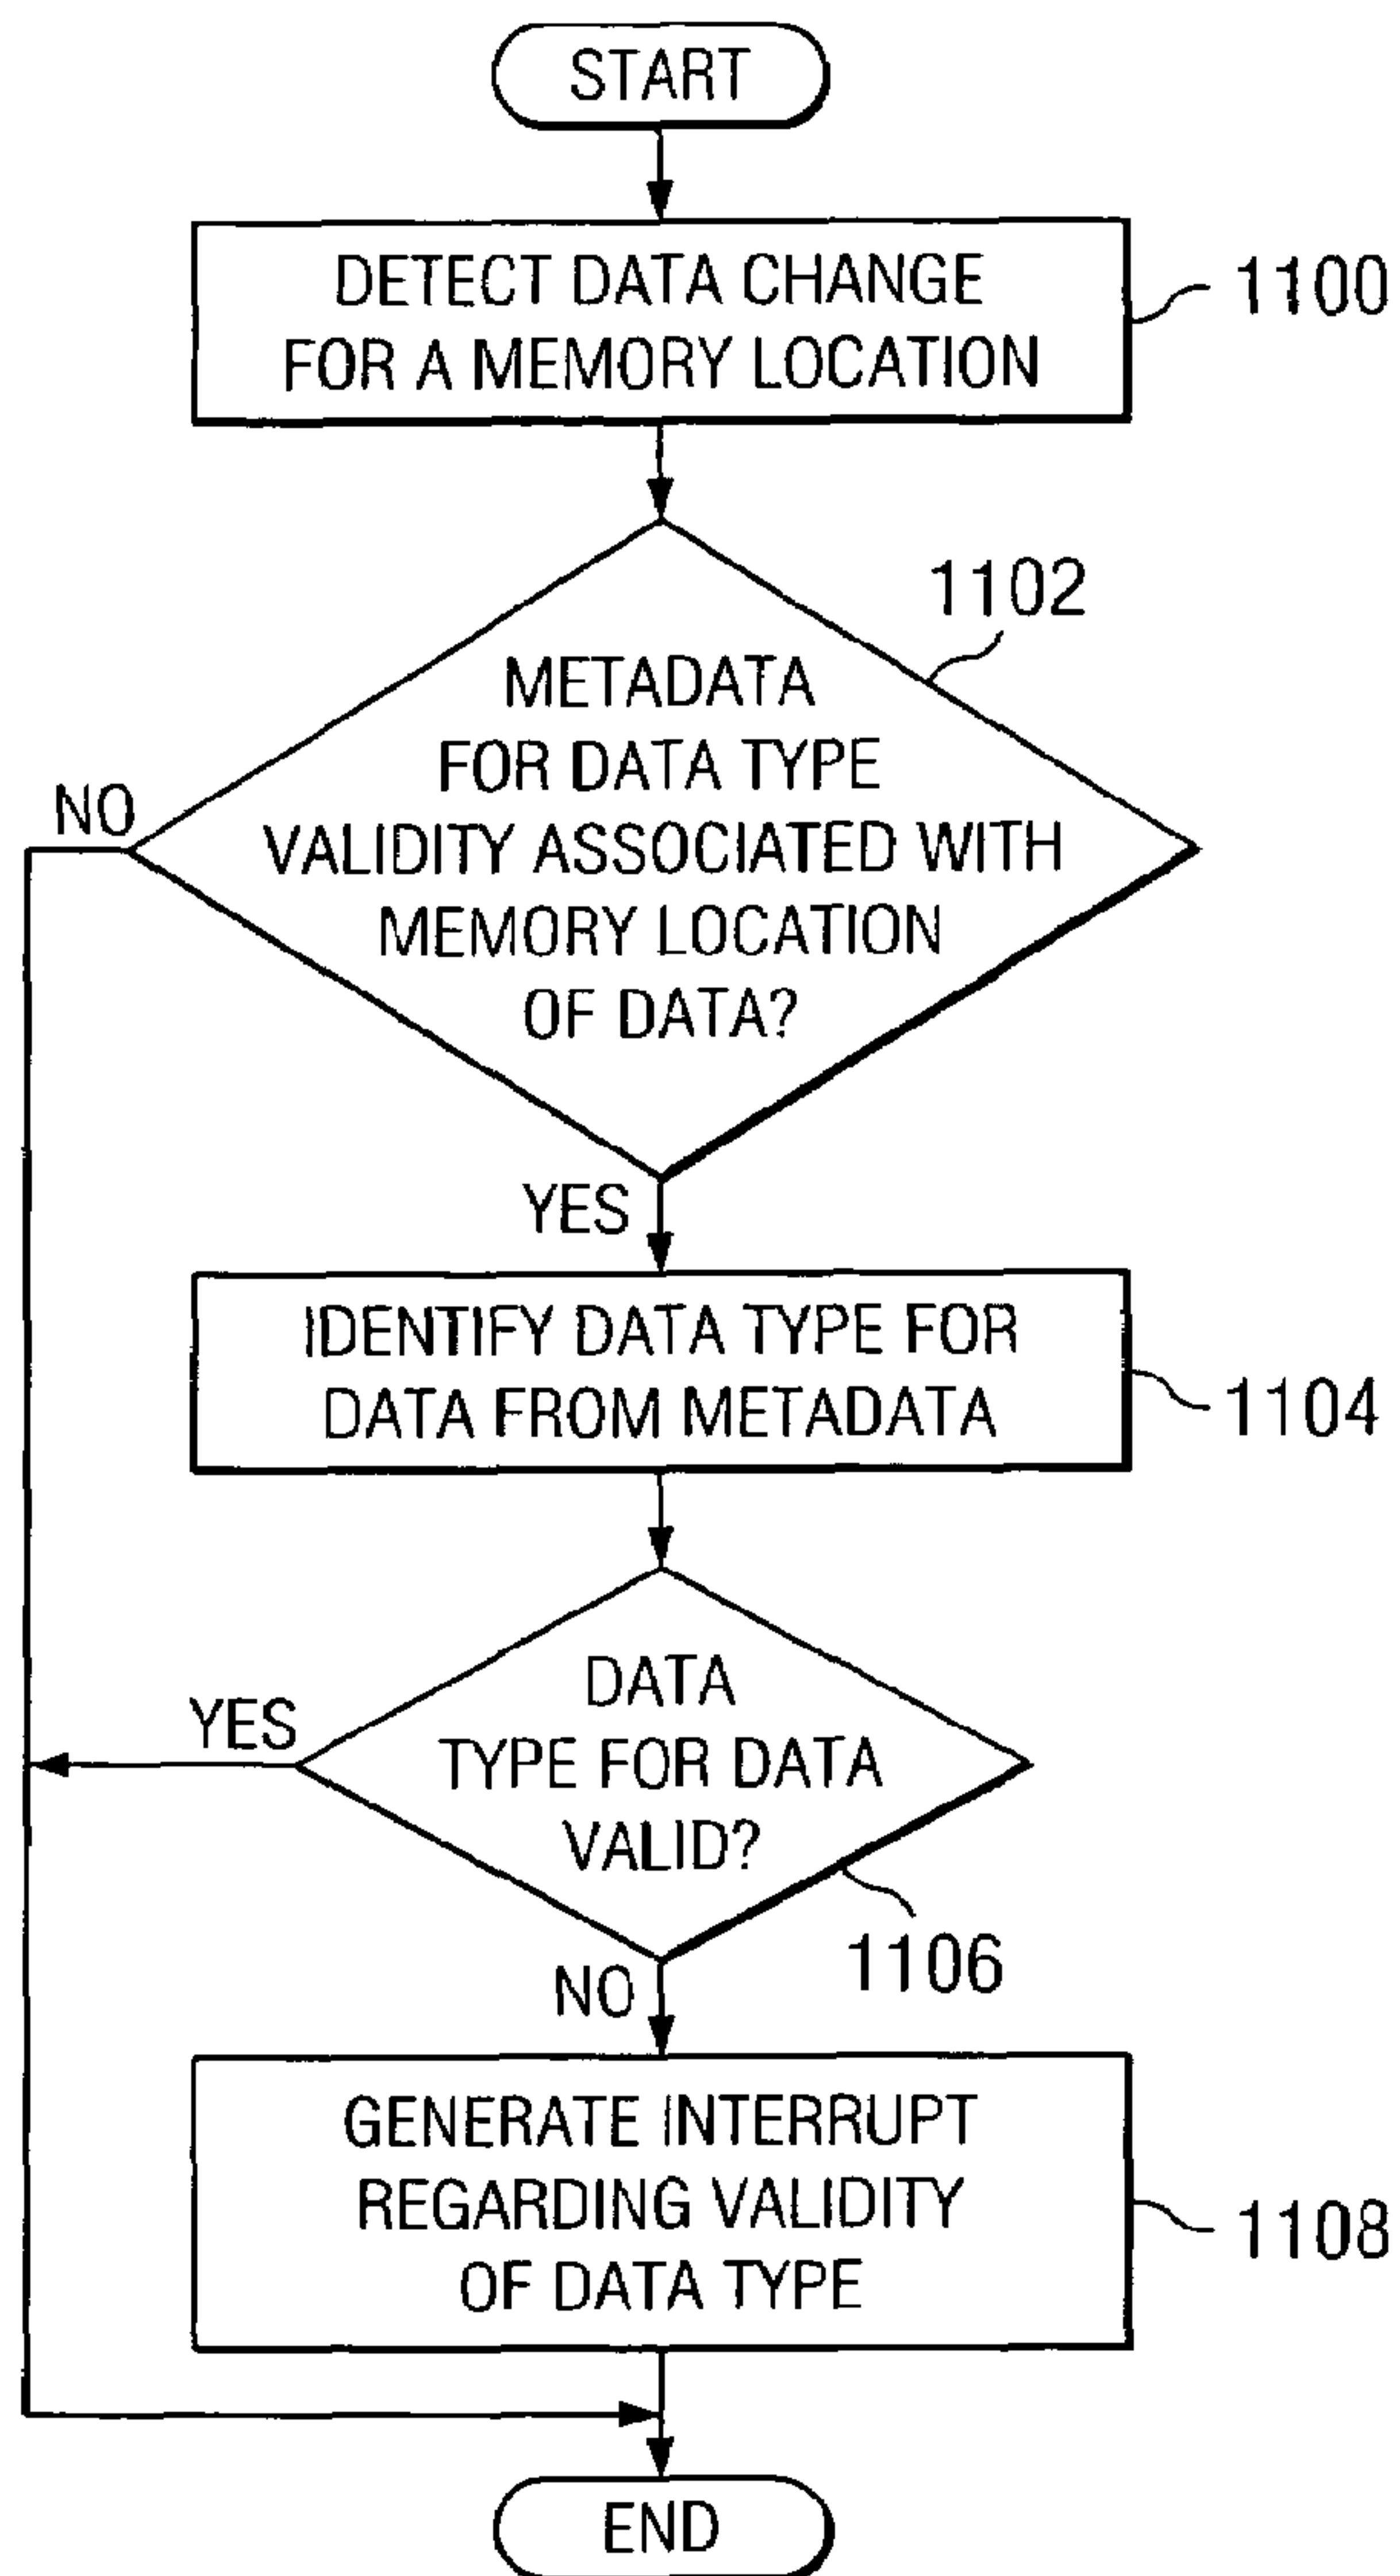 START
DETECT DATA CHANGE
FOR A MEMORY LOCATION
1100
1102
METADATA
FOR DATA TYPE
VALIDITY ASSOCIATED WITH
MEMORY LOCATION
OF DATA?
NO
YES
IDENTIFY DATA TYPE FOR
DATA FROM METADATA
1104
DATA
TYPE FOR DATA
VALID?
YES
1106
NO
GENERATE INTERRUPT
REGARDING VALIDITY
OF DATA TYPE
1108
END